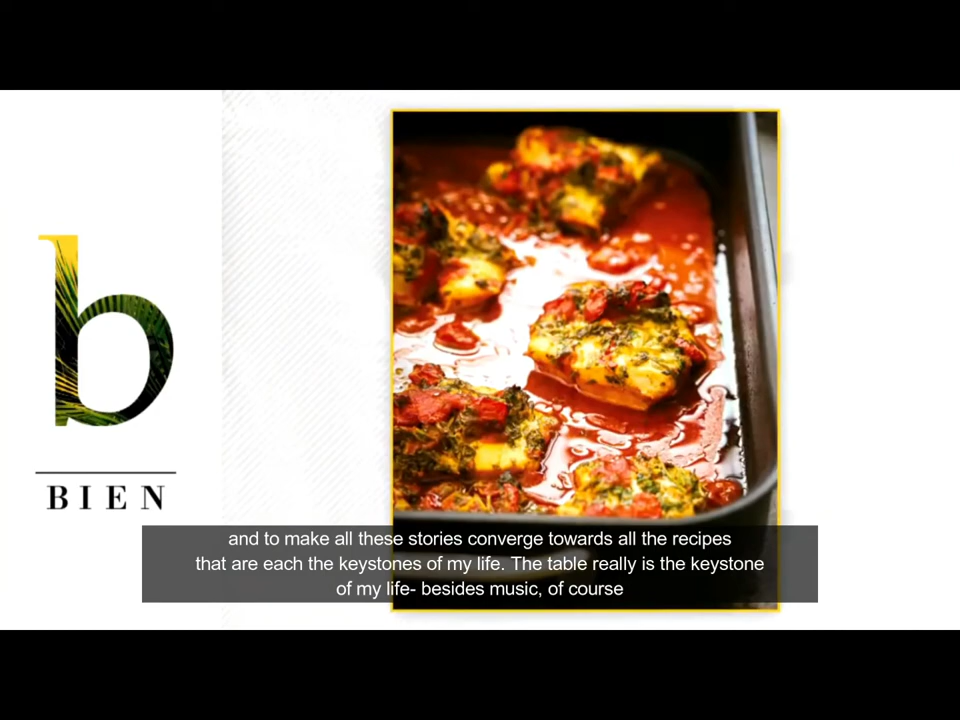 b
BIEN
and to make all these stories converge towards all the recipes
that are each the keystones of my life. The table really is the keystone
of my life- besides music, of course